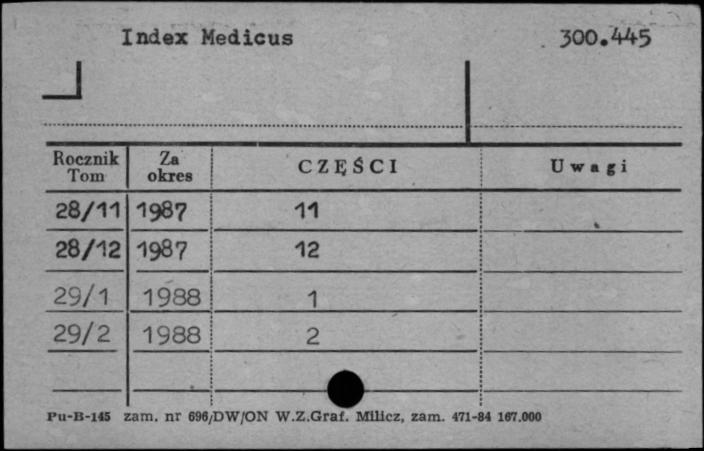 Index Medicus 300.445
Rocznik Tom Za okres CZĘŚCI Uwagi
28/11 1987 11
28/12 1987 12
29/1 1988 1
29/2 1988 2
Pu-B-145 zam. nr 696/DW/ON W.Z.Graf. Milicz, zam. 471-84 167.000